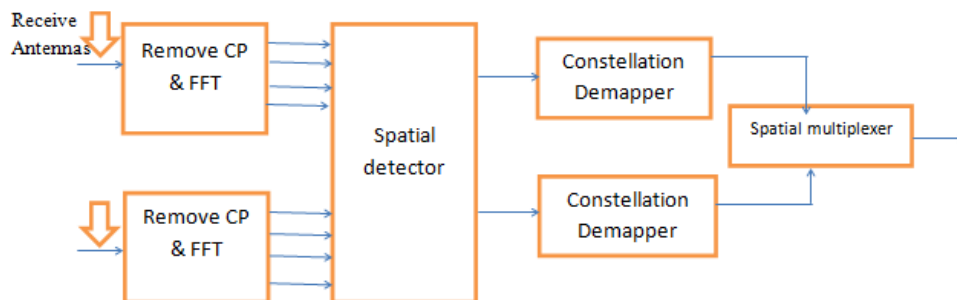 Receive
Antennas
Remove CP
& FFT
Spatial
detector
Constellation
Demapper
Spatial multiplexer
Remove CP
& FFT
Constellation
Demapper